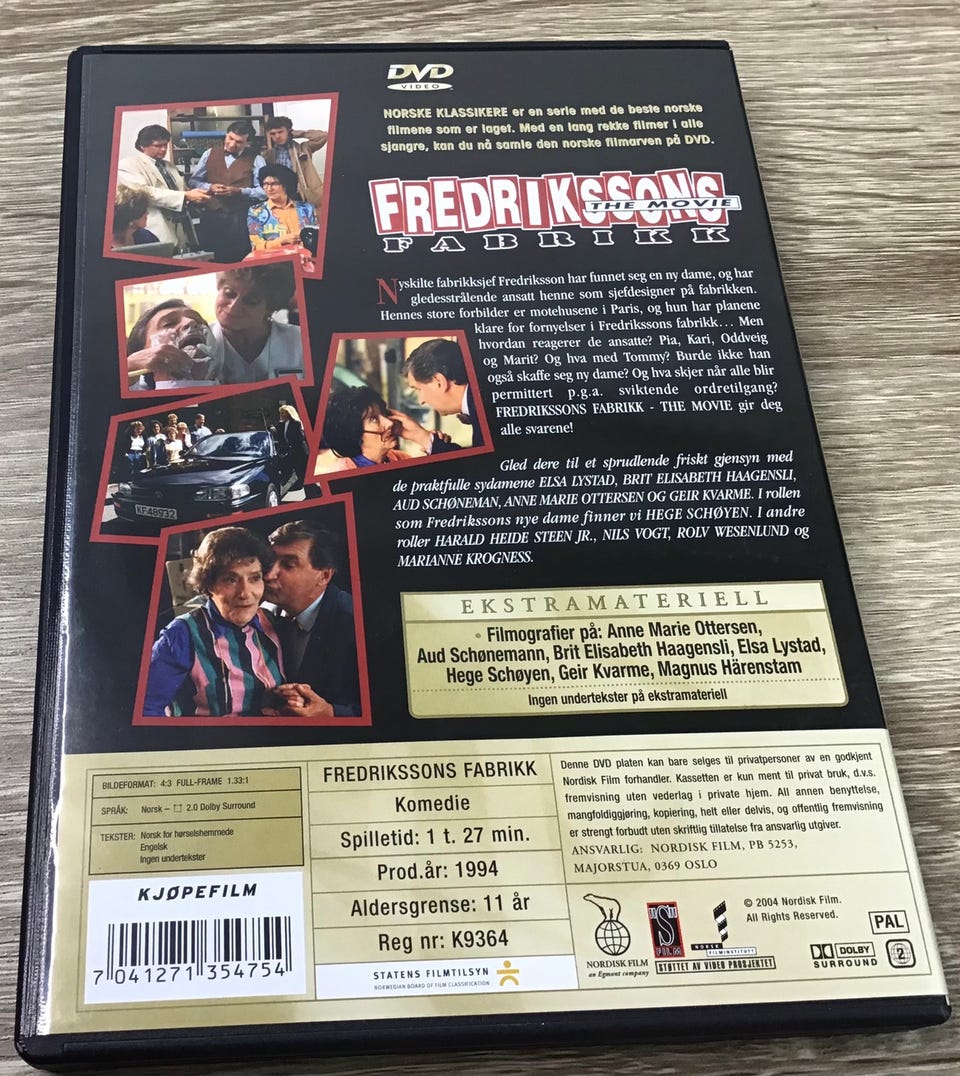 DVD
VIDEO
NORSKE KLASSIKERE er en serie med de beste norske
filmene som er laget. Med en lang rekke filmer i alle
sjangre, kan du nå samle den norske filmarven på DVD.
FREDRIKSSONS
THE MOVIE
FABRIKK
Nyskilte fabrikksjef Fredriksson har funnet seg en ny dame, og har
gledesstrålende ansatt henne som sjefdesigner på fabrikken.
Hennes store forbilder er motehusene i Paris, og hun har planene
klare for fornyelser i Fredrikssons fabrikk... Men
hvordan reagerer de ansatte? Pia, Kari, Oddveig
og Marit? Og hva med Tommy? Burde ikke han
også skaffe seg ny dame? Og hva skjer når alle blir
permittert p.g.a. sviktende ordretilgang?
FREDRIKSSONS FABRIKK - THE MOVIE gir deg
alle svarene!
Gled dere til et sprudlende friskt gjensyn med
de praktfulle sydamene ELSA LYSTAD, BRIT ELISABETH HAAGENSLI,
AUD SCHØNEMAN, ANNE MARIE OTTERSEN OG GEIR KVARME. I rollen
som Fredrikssons nye dame finner vi HEGE SCHØYEN. I andre
roller HARALD HEIDE STEEN JR., NILS VOGT, ROLV WESENLUND og
MARIANNE KROGNESS.
KF 48932
EKSTRAMATERIELL
• Filmografier på: Anne Marie Ottersen,
Aud Schønemann, Brit Elisabeth Haagensli, Elsa Lystad,
Hege Schøyen, Geir Kvarme, Magnus Härenstam
Ingen undertekster på ekstramateriell
BILDEFORMAT: 4:3 FULL-FRAME 1.33:1
SPRÅK: Norsk – 2.0 Dolby Surround
TEKSTER: Norsk for hørselshemmede
Engelsk
Ingen undertekster
KJØPEFILM
7 041271 354754
FREDRIKSSONS FABRIKK
Komedie
Spilletid: 1 t. 27 min.
Prod.år: 1994
Aldersgrense: 11 år
Reg nr: K9364
STATENS FILMTILSYN
NORWEGIAN BOARD OF FILM CLASSIFICATION
Denne DVD platen kan bare selges til privatpersoner av en godkjent
Nordisk Film forhandler. Kassetten er kun ment til privat bruk, d.v.s.
fremvisning uten vederlag i private hjem. All annen benyttelse,
mangfoldiggjøring, kopiering, helt eller delvis, og offentlig fremvisning
er strengt forbudt uten skriftlig tillatelse fra ansvarlig utgiver.
ANSVARLIG: NORDISK FILM, PB 5253,
MAJORSTUA, 0369 OSLO
NORDISK FILM
an Egmont company
"S"
FILM
NORSK
FILMINSTITUTT
STØTTET AV VIDEO PROSJEKTET
© 2004 Nordisk Film.
All Rights Reserved.
PAL
DOLBY
SURROUND
2